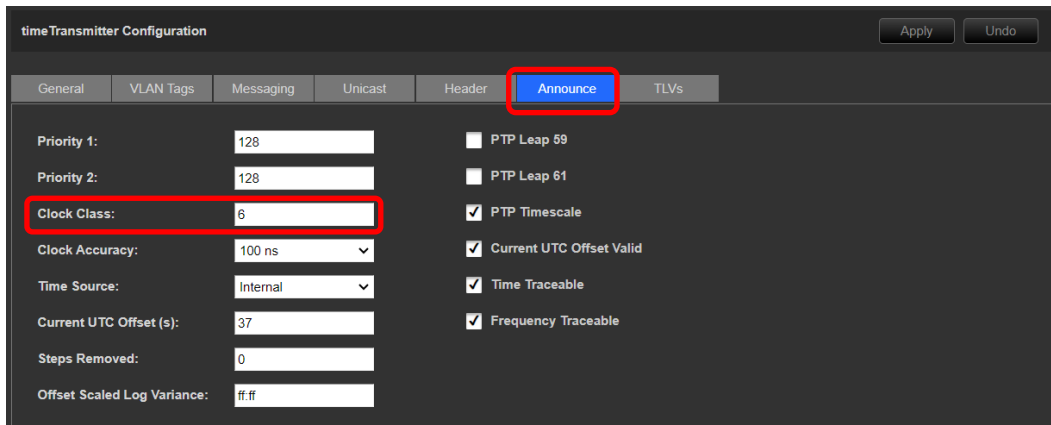 timeTransmitter Configuration Apply Undo
General VLAN Tags Messaging Unicast Header Announce TLVs
Priority 1: 128 PTP Leap 59
Priority 2: 128 PTP Leap 61
Clock Class: 6 PTP Timescale
Clock Accuracy: 100 ns Current UTC Offset Valid
Time Source: Internal Time Traceable
Current UTC Offset (s): 37 Frequency Traceable
Steps Removed: 0
Offset Scaled Log Variance: ff:ff